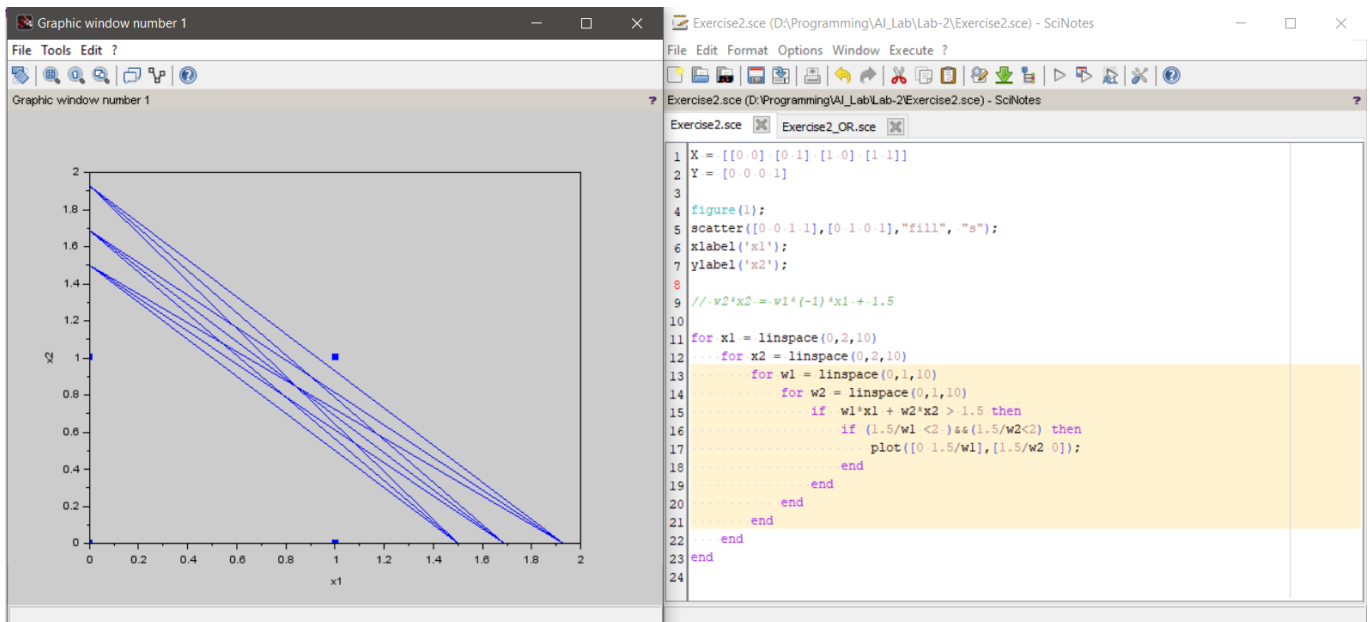 Graphic window number 1
File Tools Edit ?
Graphic window number 1 ?
2
1.8
1.6
1.4
1.2
1
0.8
0.6
0.4
0.2
0
x2
0 0.2 0.4 0.6 0.8 1 1.2 1.4 1.6 1.8 2
x1
Exercise2.sce (D:\Programming\AI_Lab\Lab-2\Exercise2.sce) - SciNotes
File Edit Format Options Window Execute ?
Exercise2.sce (D:\Programming\AI_Lab\Lab-2\Exercise2.sce) - SciNotes ?
Exercise2.sce Exercise2_OR.sce
1 X = [[0 0] [0 1] [1 0] [1 1]]
2 Y = [0 0 0 1]
3
4 figure(1);
5 scatter([0 0 1 1],[0 1 0 1],"fill", "s");
6 xlabel('x1');
7 ylabel('x2');
8
9 // w2*x2 = w1*(-1)*x1 + 1.5
10
11 for x1 = linspace(0,2,10)
12     for x2 = linspace(0,2,10)
13         for w1 = linspace(0,1,10)
14             for w2 = linspace(0,1,10)
15                 if  w1*x1 + w2*x2 > 1.5 then
16                     if (1.5/w1 <2 )&&(1.5/w2<2) then
17                         plot([0 1.5/w1],[1.5/w2 0]);
18                     end
19                 end
20             end
21         end
22     end
23 end
24